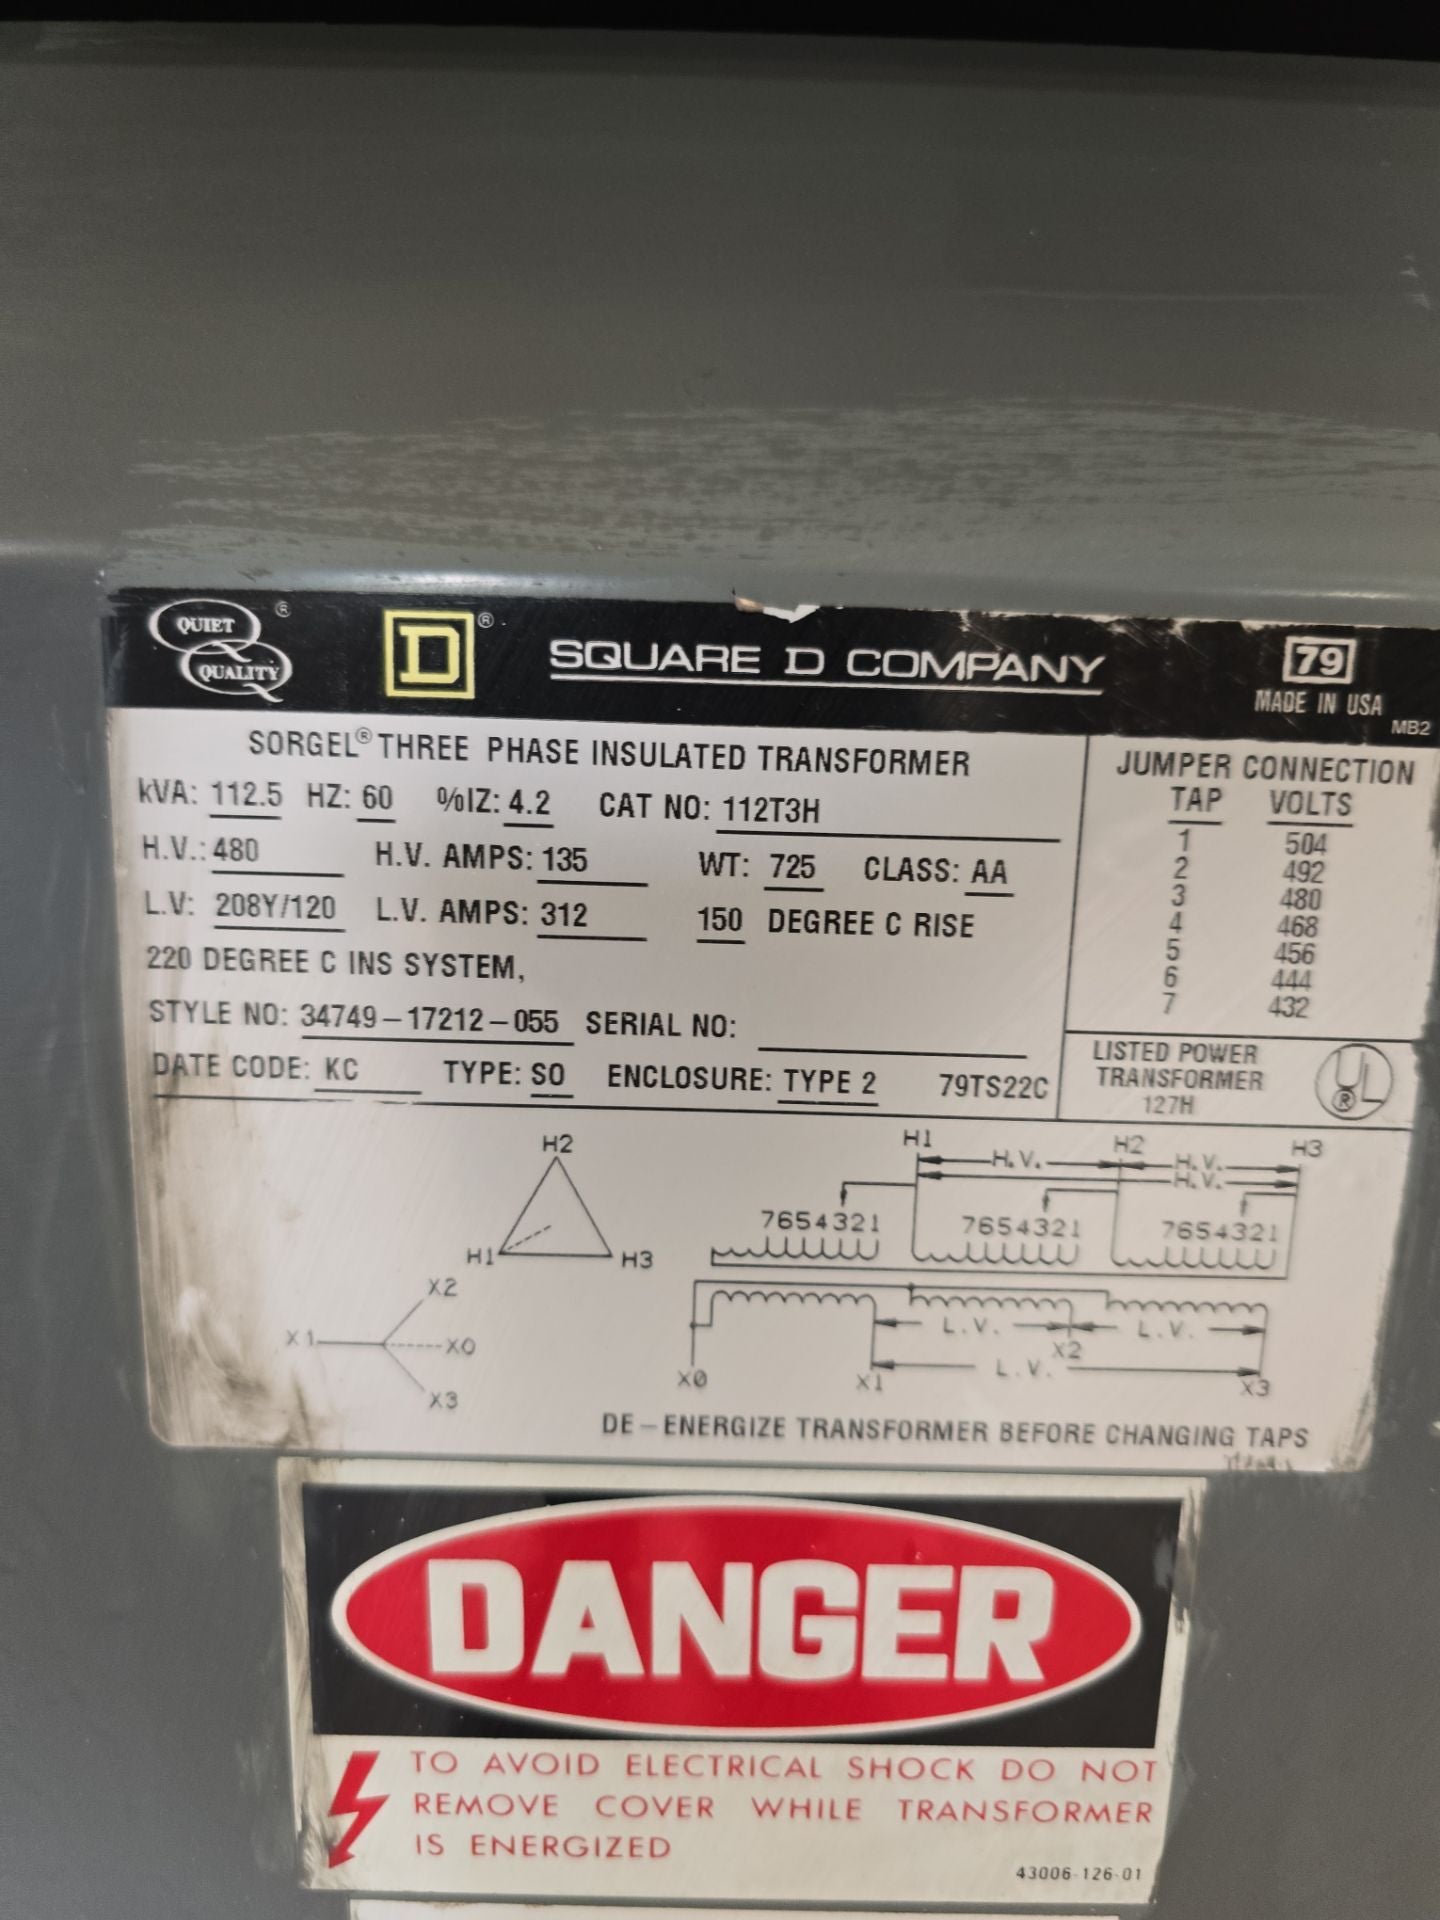 QUIET QUALITY ®
D ®
SQUARE D COMPANY
79
MADE IN USA
MB2
SORGEL® THREE PHASE INSULATED TRANSFORMER
kVA: 112.5 HZ: 60 %IZ: 4.2 CAT NO: 112T3H
H.V.: 480 H.V. AMPS: 135 WT: 725 CLASS: AA
L.V: 208Y/120 L.V. AMPS: 312 150 DEGREE C RISE
220 DEGREE C INS SYSTEM,
STYLE NO: 34749-17212-055 SERIAL NO:
DATE CODE: KC TYPE: SO ENCLOSURE: TYPE 2 79TS22C
JUMPER CONNECTION
TAP VOLTS
1 504
2 492
3 480
4 468
5 456
6 444
7 432
LISTED POWER
TRANSFORMER
127H
UL ®
H2
H1 H3
X2
X1 X0
X3
H1 H2 H3
H.V. H.V.
H.V.
7654321 7654321 7654321
L.V. L.V.
X2
L.V.
X0 X1 X3
DE-ENERGIZE TRANSFORMER BEFORE CHANGING TAPS
DANGER
TO AVOID ELECTRICAL SHOCK DO NOT
REMOVE COVER WHILE TRANSFORMER
IS ENERGIZED
43006-126-01